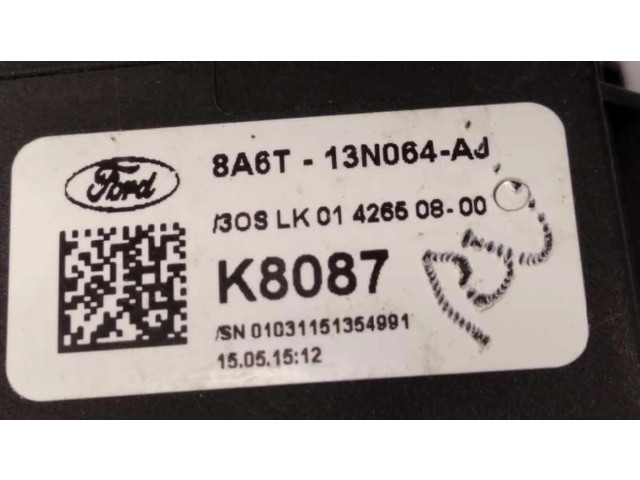 Ford
8A6T - 13N064-AJ
/3OS LK 01 4265 08-00
K8087
/SN 01031151354991
15.05.15:12